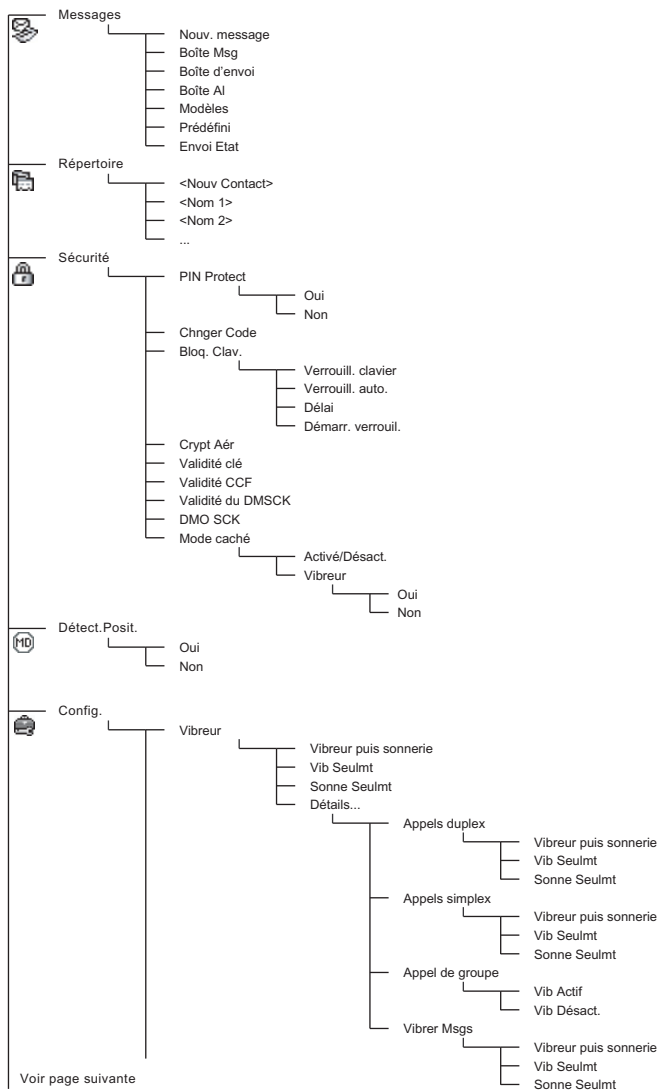 Messages
Nouv. message
Boîte Msg
Boîte d'envoi
Boîte AI
Modèles
Prédéfini
Envoi Etat
Répertoire
<Nouv Contact>
<Nom 1>
<Nom 2>
...
Sécurité
PIN Protect
Oui
Non
Chnger Code
Bloq. Clav.
Verrouill. clavier
Verrouill. auto.
Délai
Démarr. verrouil.
Crypt Aér
Validité clé
Validité CCF
Validité du DMSCK
DMO SCK
Mode caché
Activé/Désact.
Vibreur
Oui
Non
Détect.Posit.
MD
Oui
Non
Config.
Vibreur
Vibreur puis sonnerie
Vib Seulmt
Sonne Seulmt
Détails...
Appels duplex
Vibreur puis sonnerie
Vib Seulmt
Sonne Seulmt
Appels simplex
Vibreur puis sonnerie
Vib Seulmt
Sonne Seulmt
Appel de groupe
Vib Actif
Vib Désact.
Vibrer Msgs
Vibreur puis sonnerie
Vib Seulmt
Sonne Seulmt
Voir page suivante